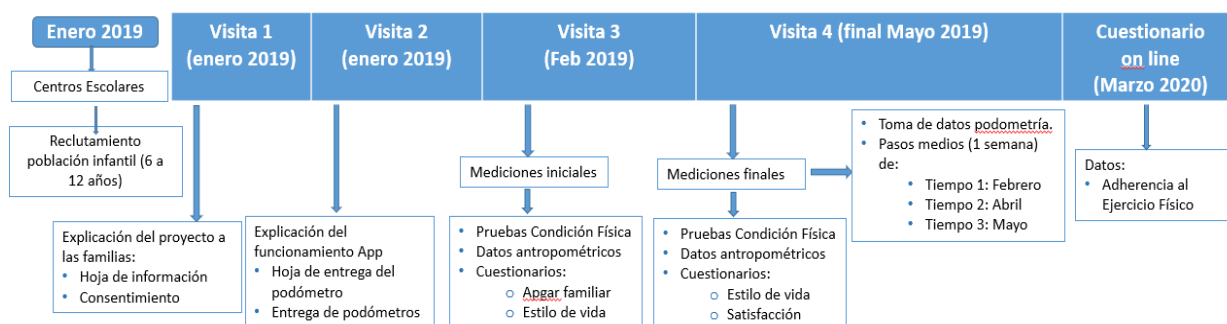 Enero 2019
Centros Escolares
Reclutamiento
población infantil (6 a
12 años)
Visita 1
(enero 2019)
Explicación del proyecto a
las familias:
• Hoja de información
• Consentimiento
Visita 2
(enero 2019)
Explicación del
funcionamiento App
• Hoja de entrega del
podómetro
• Entrega de podómetros
Visita 3
(Feb 2019)
Mediciones iniciales
• Pruebas Condición Física
• Datos antropométricos
• Cuestionarios:
o Apgar familiar
o Estilo de vida
Visita 4 (final Mayo 2019)
Mediciones finales
• Pruebas Condición Física
• Datos antropométricos
• Cuestionarios:
o Estilo de vida
o Satisfacción
• Toma de datos podometría.
• Pasos medios (1 semana)
de:
• Tiempo 1: Febrero
• Tiempo 2: Abril
• Tiempo 3: Mayo
Cuestionario
on line
(Marzo 2020)
Datos:
• Adherencia al
Ejercicio Físico